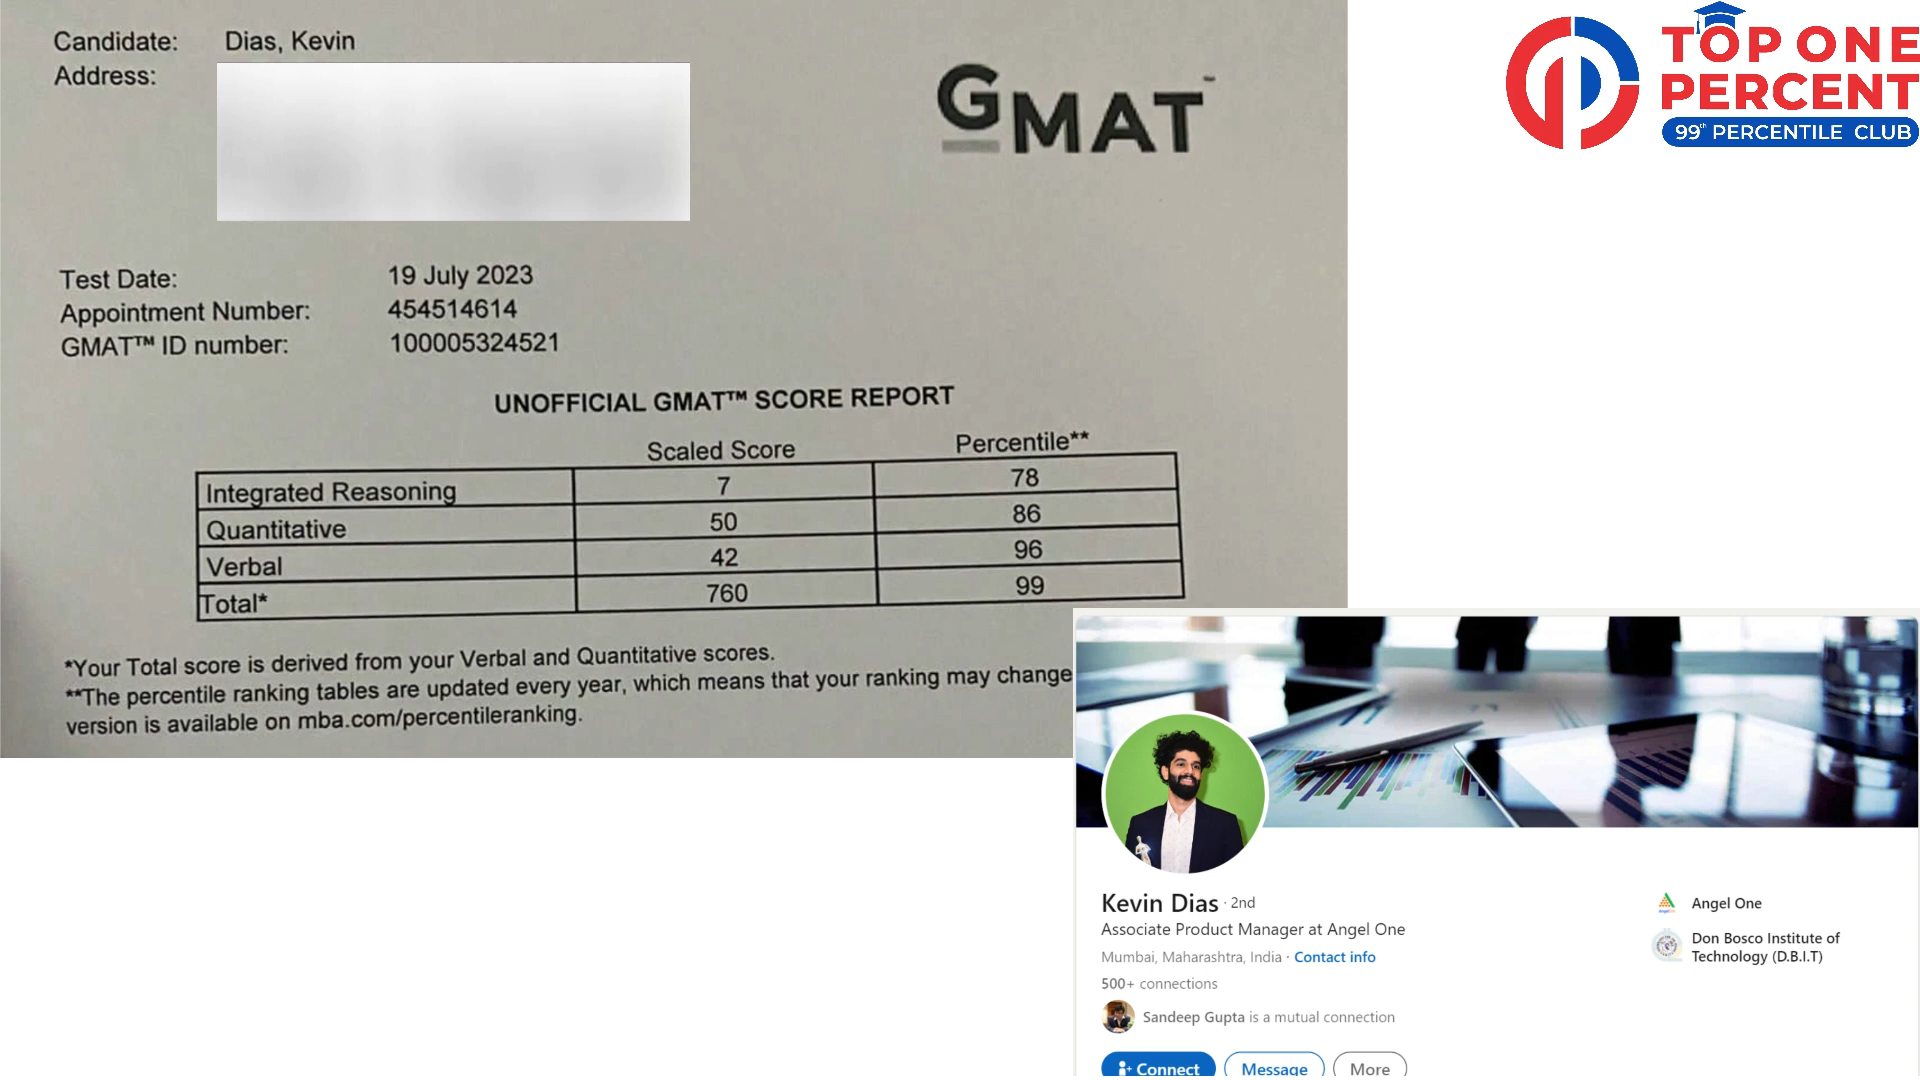 Candidate: Dias, Kevin
Address:
GMAT™
TOP ONE
PERCENT
99th PERCENTILE CLUB
Test Date: 19 July 2023
Appointment Number: 454514614
GMAT™ ID number: 100005324521
UNOFFICIAL GMAT™ SCORE REPORT
Scaled Score Percentile**
Integrated Reasoning 7 78
Quantitative 50 86
Verbal 42 96
Total* 760 99
*Your Total score is derived from your Verbal and Quantitative scores.
**The percentile ranking tables are updated every year, which means that your ranking may change
version is available on mba.com/percentileranking.
Kevin Dias · 2nd
Associate Product Manager at Angel One
Mumbai, Maharashtra, India · Contact info
500+ connections
Sandeep Gupta is a mutual connection
Connect Message More
Angel One
Don Bosco Institute of
Technology (D.B.I.T)